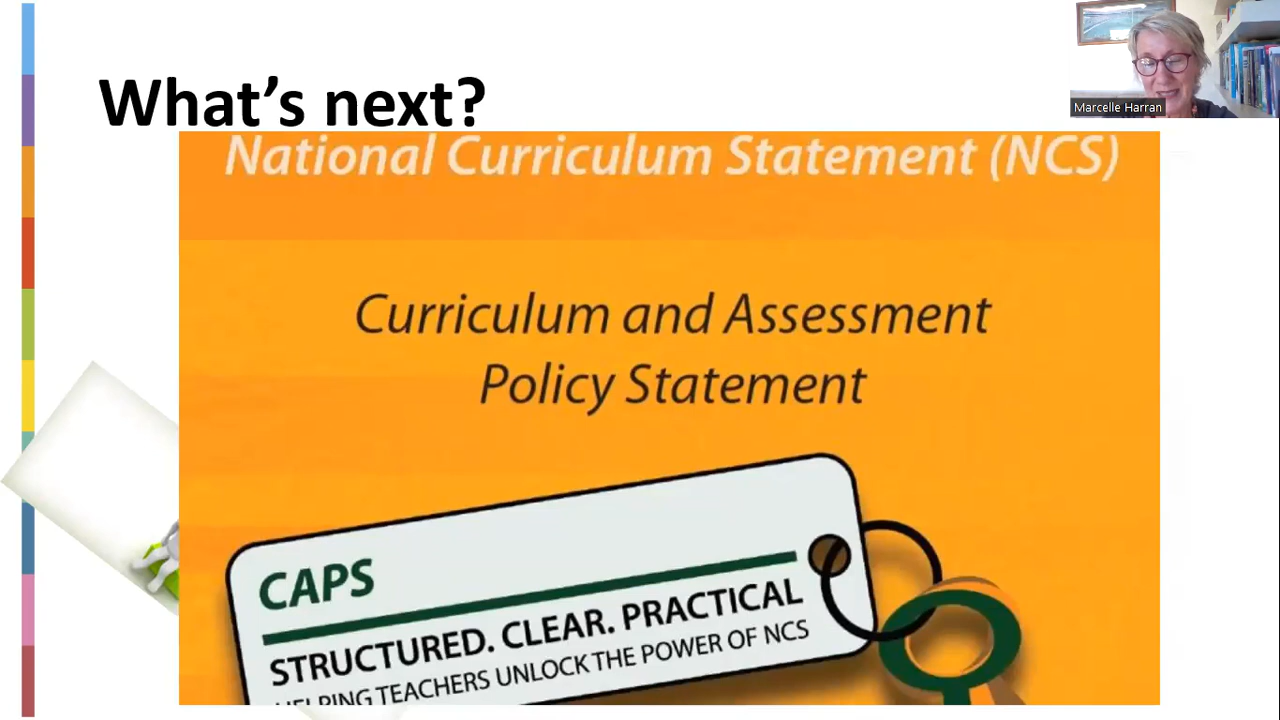 What's next?
Marcelle Harran
National Curriculum Statement (NCS)
Curriculum and Assessment
Policy Statement
CAPS
STRUCTURED. CLEAR. PRACTICAL
HELPING TEACHERS UNLOCK THE POWER OF NCS